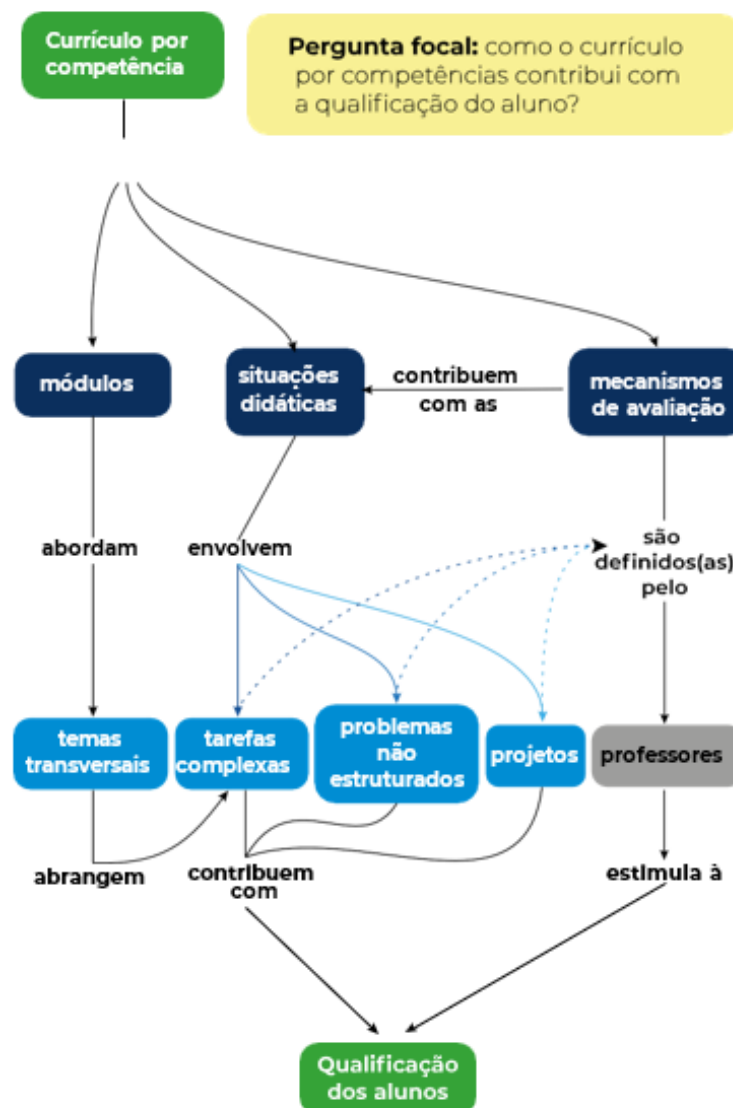 Currículo por
competência
Pergunta focal: como o currículo
por competências contribui com
a qualificação do aluno?
módulos
situações
didáticas
contribuem
com as
mecanismos
de avaliação
abordam
envolvem
são
definidos(as)
pelo
temas
transversais
tarefas
complexas
problemas
não
estruturados
projetos
professores
abrangem
contribuem
com
estimula à
Qualificação
dos alunos